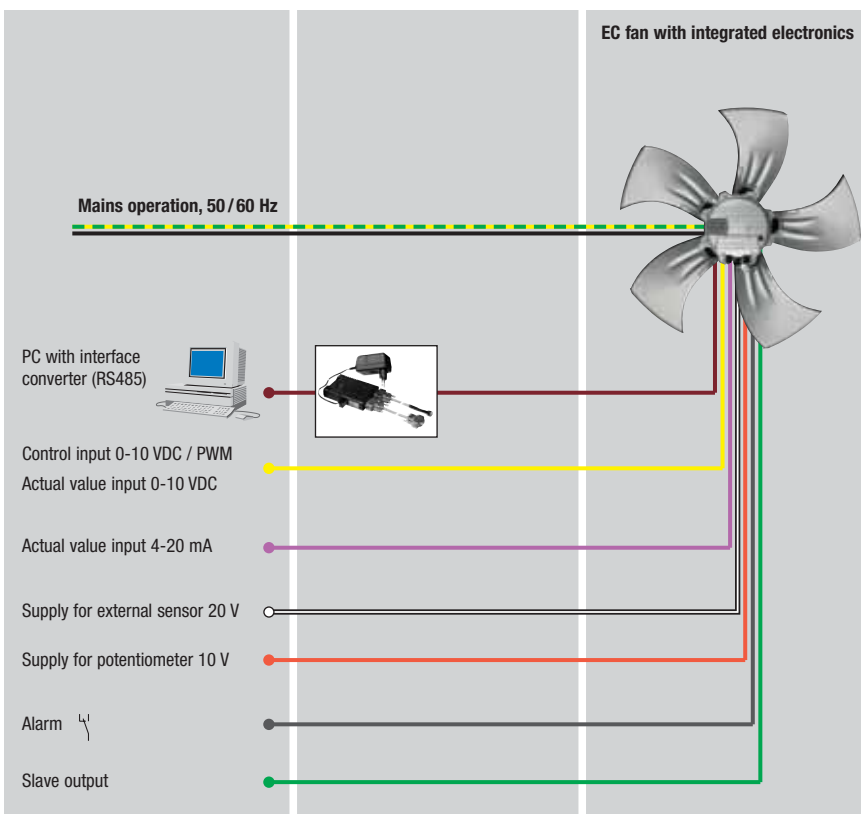 EC fan with integrated electronics
Mains operation, 50/60 Hz
PC with interface
converter (RS485)
Control input 0-10 VDC / PWM
Actual value input 0-10 VDC
Actual value input 4-20 mA
Supply for external sensor 20 V
Supply for potentiometer 10 V
Alarm
Slave output